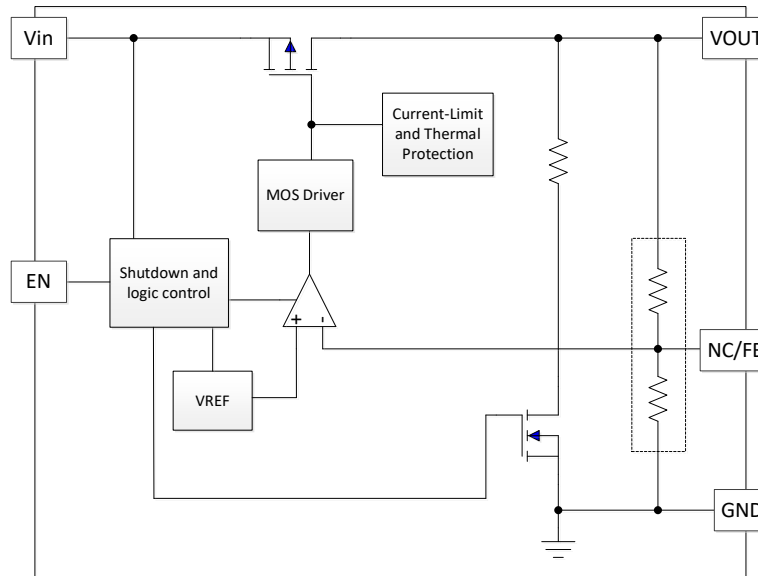 Vin
VOUT
Current-Limit
and Thermal
Protection
MOS Driver
EN
Shutdown and
logic control
+
-
NC/FB
VREF
GND